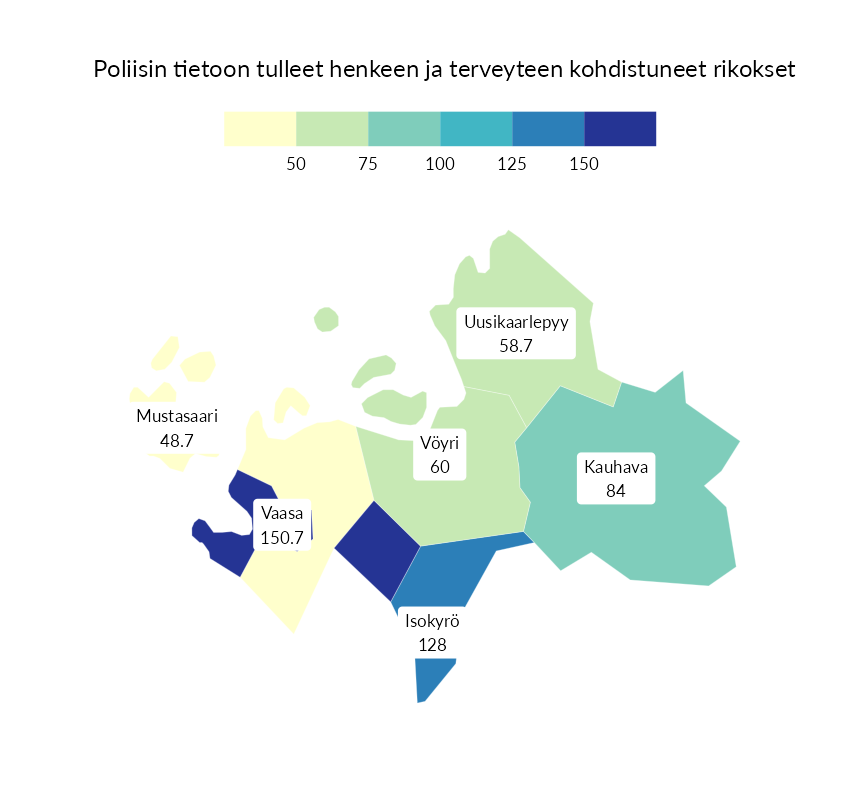 Poliisin tietoon tulleet henkeen ja terveyteen kohdistuneet rikokset
50 75 100 125 150
Uusikaarlepyy
58.7
Mustasaari
48.7
Vöyri
60
Kauhava
84
Vaasa
150.7
Isokyrö
128